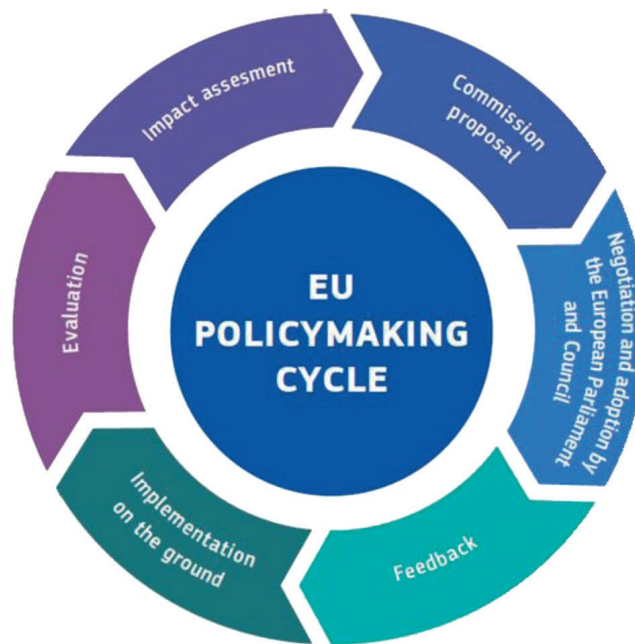 Impact assesment
Commission
proposal
Negotiation and adoption by
the European Parliament
and Council
Feedback
Implementation
on the ground
Evaluation
EU
POLICYMAKING
CYCLE